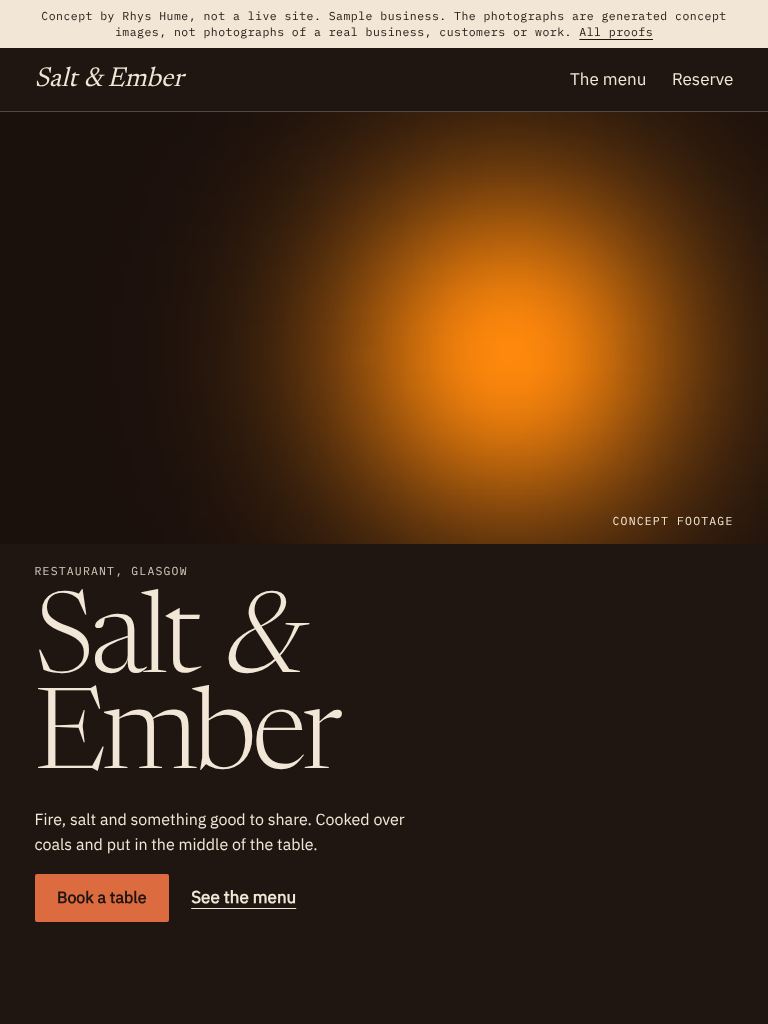 Concept by Rhys Hume, not a live site. Sample business. The photographs are generated concept
images, not photographs of a real business, customers or work. All proofs
Salt & Ember
The menu
Reserve
CONCEPT FOOTAGE
RESTAURANT, GLASGOW
Salt &
Ember
Fire, salt and something good to share. Cooked over
coals and put in the middle of the table.
Book a table
See the menu